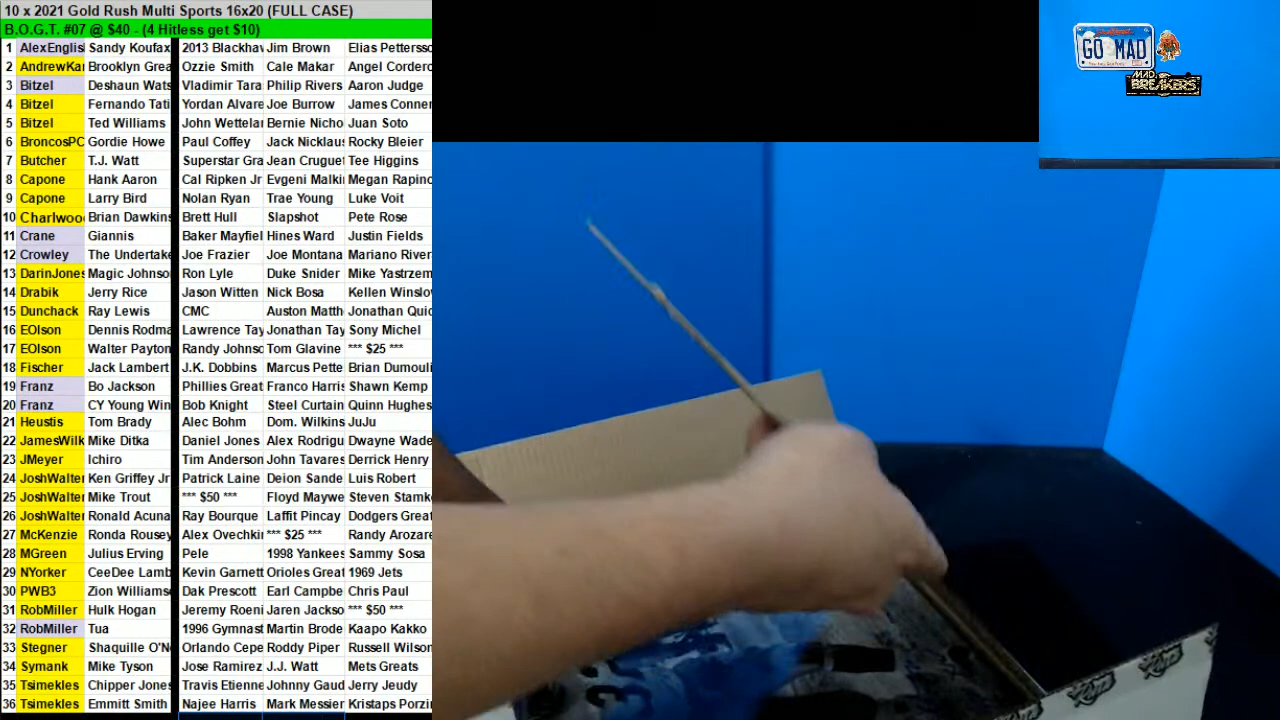 10 x 2021 Gold Rush Multi Sports 16x20 (FULL CASE)
B.O.G.T. #07 @ $40 - (4 Hitless get $10)
1 AlexEnglis Sandy Koufax 2013 Blackhav Jim Brown Elias Petterss
2 AndrewKar Brooklyn Grea Ozzie Smith Cale Makar Angel Cordero
3 Bitzel Deshaun Wats Vladimir Tara Philip Rivers Aaron Judge
4 Bitzel Fernando Tati Yordan Alvare Joe Burrow James Conner
5 Bitzel Ted Williams John Wettela Bernie Nicho Juan Soto
6 BroncosPC Gordie Howe Paul Coffey Jack Nicklaus Rocky Bleier
7 Butcher T.J. Watt Superstar Gra Jean Cruguet Tee Higgins
8 Capone Hank Aaron Cal Ripken Jr Evgeni Malki Megan Rapino
9 Capone Larry Bird Nolan Ryan Trae Young Luke Voit
10 Charlwood Brian Dawkins Brett Hull Slapshot Pete Rose
11 Crane Giannis Baker Mayfiel Hines Ward Justin Fields
12 Crowley The Undertake Joe Frazier Joe Montana Mariano River
13 DarinJones Magic Johnso Ron Lyle Duke Snider Mike Yastrzem
14 Drabik Jerry Rice Jason Witten Nick Bosa Kellen Winslow
15 Dunchack Ray Lewis CMC Auston Matth Jonathan Quic
16 EOlson Dennis Rodma Lawrence Tay Jonathan Tay Sony Michel
17 EOlson Walter Payton Randy Johnso Tom Glavine *** $25 ***
18 Fischer Jack Lambert J.K. Dobbins Marcus Pette Brian Dumouli
19 Franz Bo Jackson Phillies Great Franco Harris Shawn Kemp
20 Franz CY Young Win Bob Knight Steel Curtain Quinn Hughes
21 Heustis Tom Brady Alec Bohm Dom. Wilkins JuJu
22 JamesWilk Mike Ditka Daniel Jones Alex Rodrigu Dwayne Wade
23 JMeyer Ichiro Tim Anderson John Tavares Derrick Henry
24 JoshWalter Ken Griffey Jr Patrick Laine Deion Sande Luis Robert
25 JoshWalter Mike Trout *** $50 *** Floyd Maywe Steven Stamk
26 JoshWalter Ronald Acuna Ray Bourque Laffit Pincay Dodgers Great
27 McKenzie Ronda Rousey Alex Ovechki *** $25 *** Randy Arozare
28 MGreen Julius Erving Pele 1998 Yankees Sammy Sosa
29 NYorker CeeDee Lamb Kevin Garnett Orioles Great 1969 Jets
30 PWB3 Zion Williams Dak Prescott Earl Campbe Chris Paul
31 RobMiller Hulk Hogan Jeremy Roeni Jaren Jackso *** $50 ***
32 RobMiller Tua 1996 Gymnast Martin Brode Kaapo Kakko
33 Stegner Shaquille O'N Orlando Cepe Roddy Piper Russell Wilson
34 Symank Mike Tyson Jose Ramirez J.J. Watt Mets Greats
35 Tsimekles Chipper Jones Travis Etienne Johnny Gaud Jerry Jeudy
36 Tsimekles Emmitt Smith Najee Harris Mark Messier Kristaps Porzin
GO MAD
MAD
BREAKERS